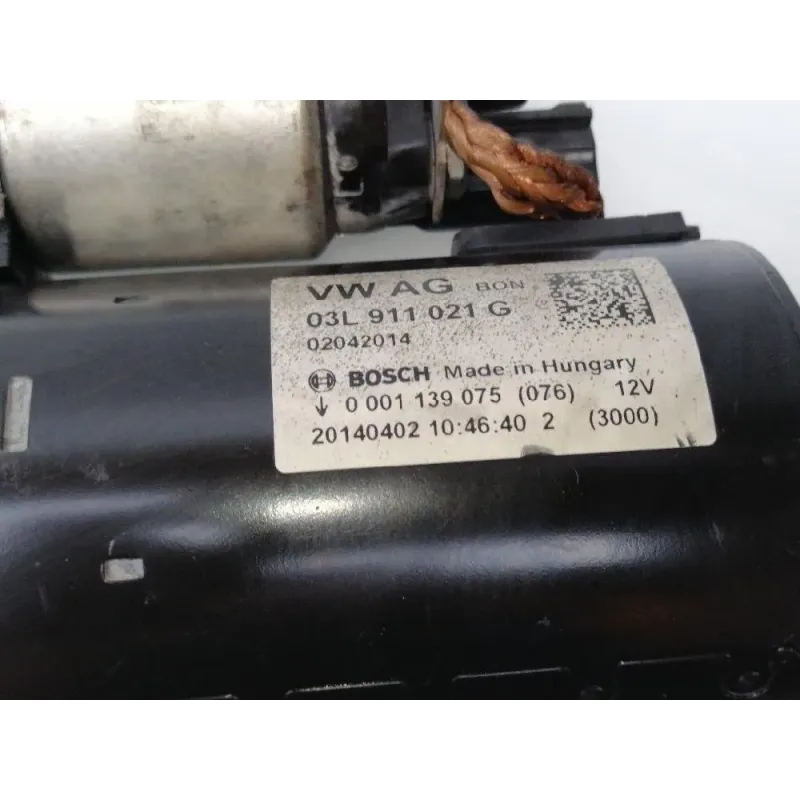 VW AG BON
03L 911 021 G
02042014
BOSCH Made in Hungary
↓ 0 001 139 075 (076) 12V
20140402 10:46:40 2 (3000)